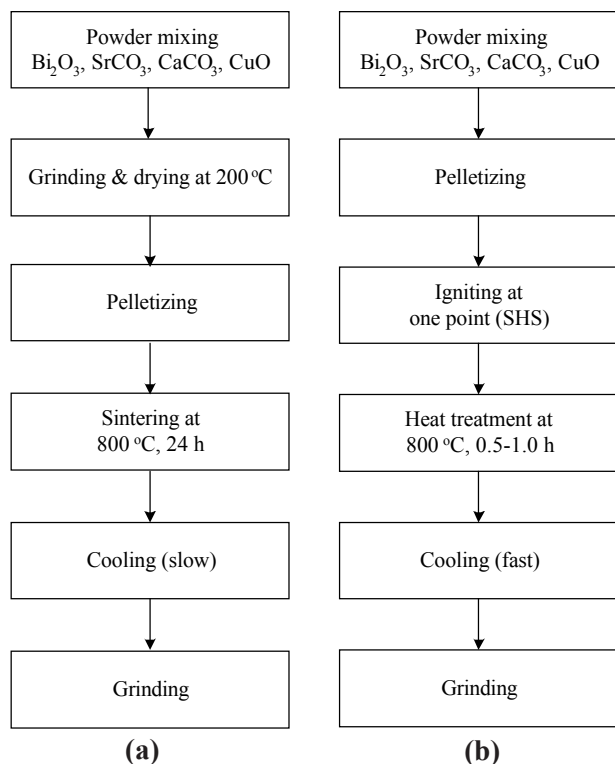 Powder mixing
Bi₂O₃, SrCO₃, CaCO₃, CuO
Grinding & drying at 200 °C
Pelletizing
Sintering at
800 °C, 24 h
Cooling (slow)
Grinding
(a)
Powder mixing
Bi₂O₃, SrCO₃, CaCO₃, CuO
Pelletizing
Igniting at
one point (SHS)
Heat treatment at
800 °C, 0.5-1.0 h
Cooling (fast)
Grinding
(b)